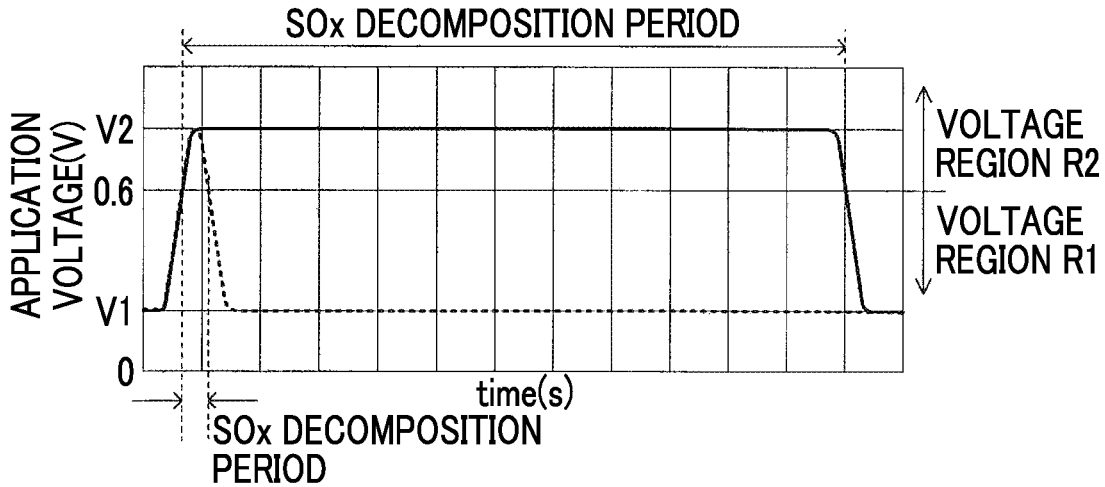 SOx DECOMPOSITION PERIOD
APPLICATION
VOLTAGE(V)
V2
0.6
V1
0
VOLTAGE
REGION R2
VOLTAGE
REGION R1
time(s)
SOx DECOMPOSITION
PERIOD